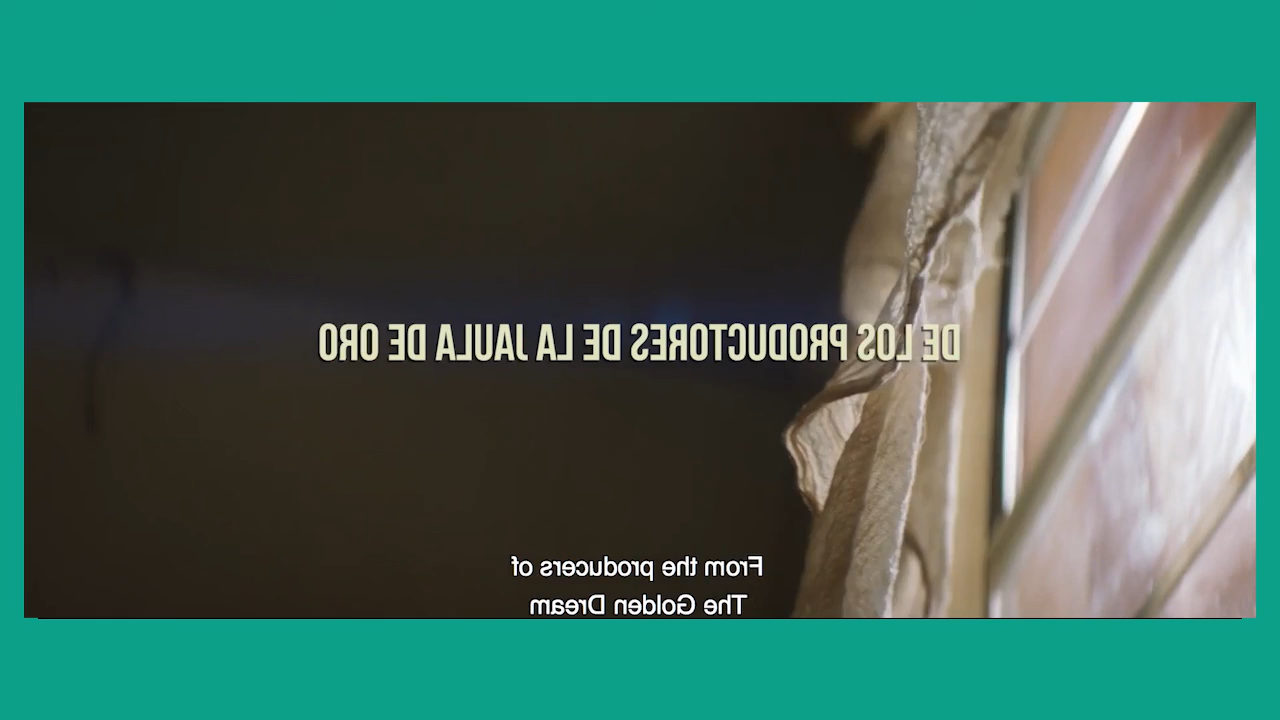 DE LOS PRODUCTORES DE LA JAULA DE ORO
From the producers of
The Golden Dream